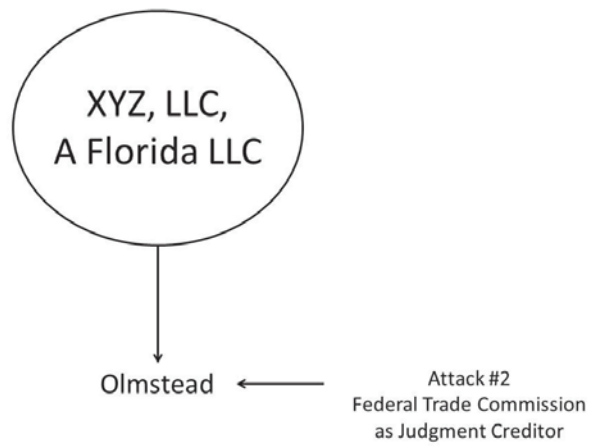 XYZ, LLC,
A Florida LLC
Olmstead
Attack #2
Federal Trade Commission
as Judgment Creditor